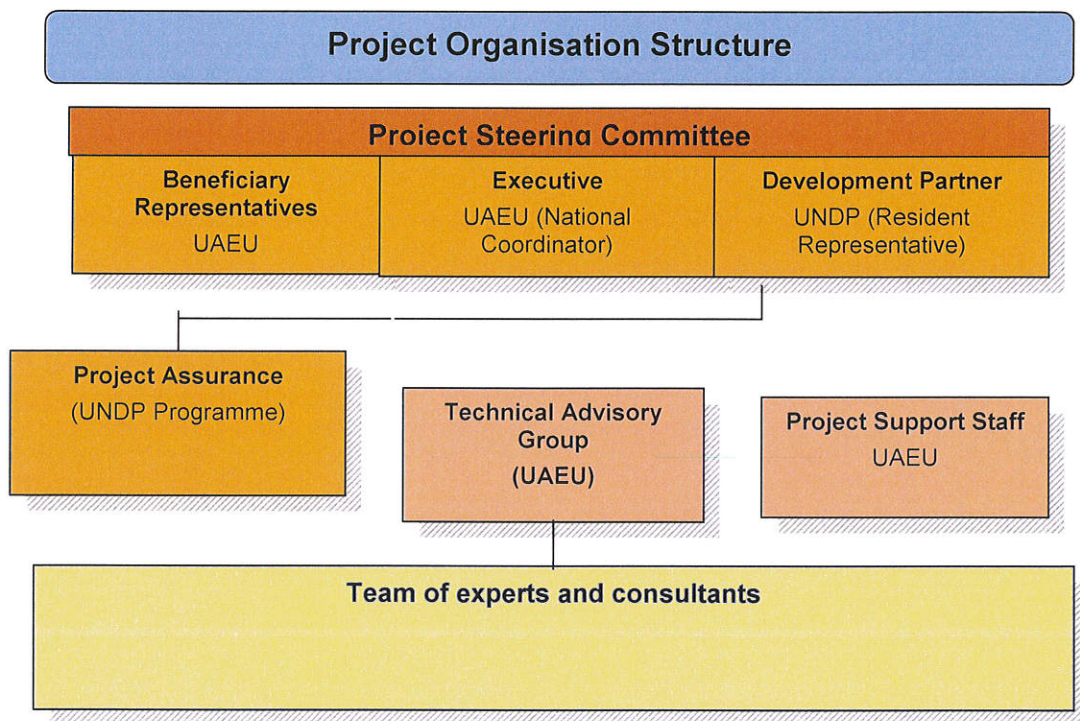 Project Organisation Structure
Project Steering Committee
Beneficiary
Representatives
UAEU
Executive
UAEU (National
Coordinator)
Development Partner
UNDP (Resident
Representative)
Project Assurance
(UNDP Programme)
Technical Advisory
Group
(UAEU)
Project Support Staff
UAEU
Team of experts and consultants